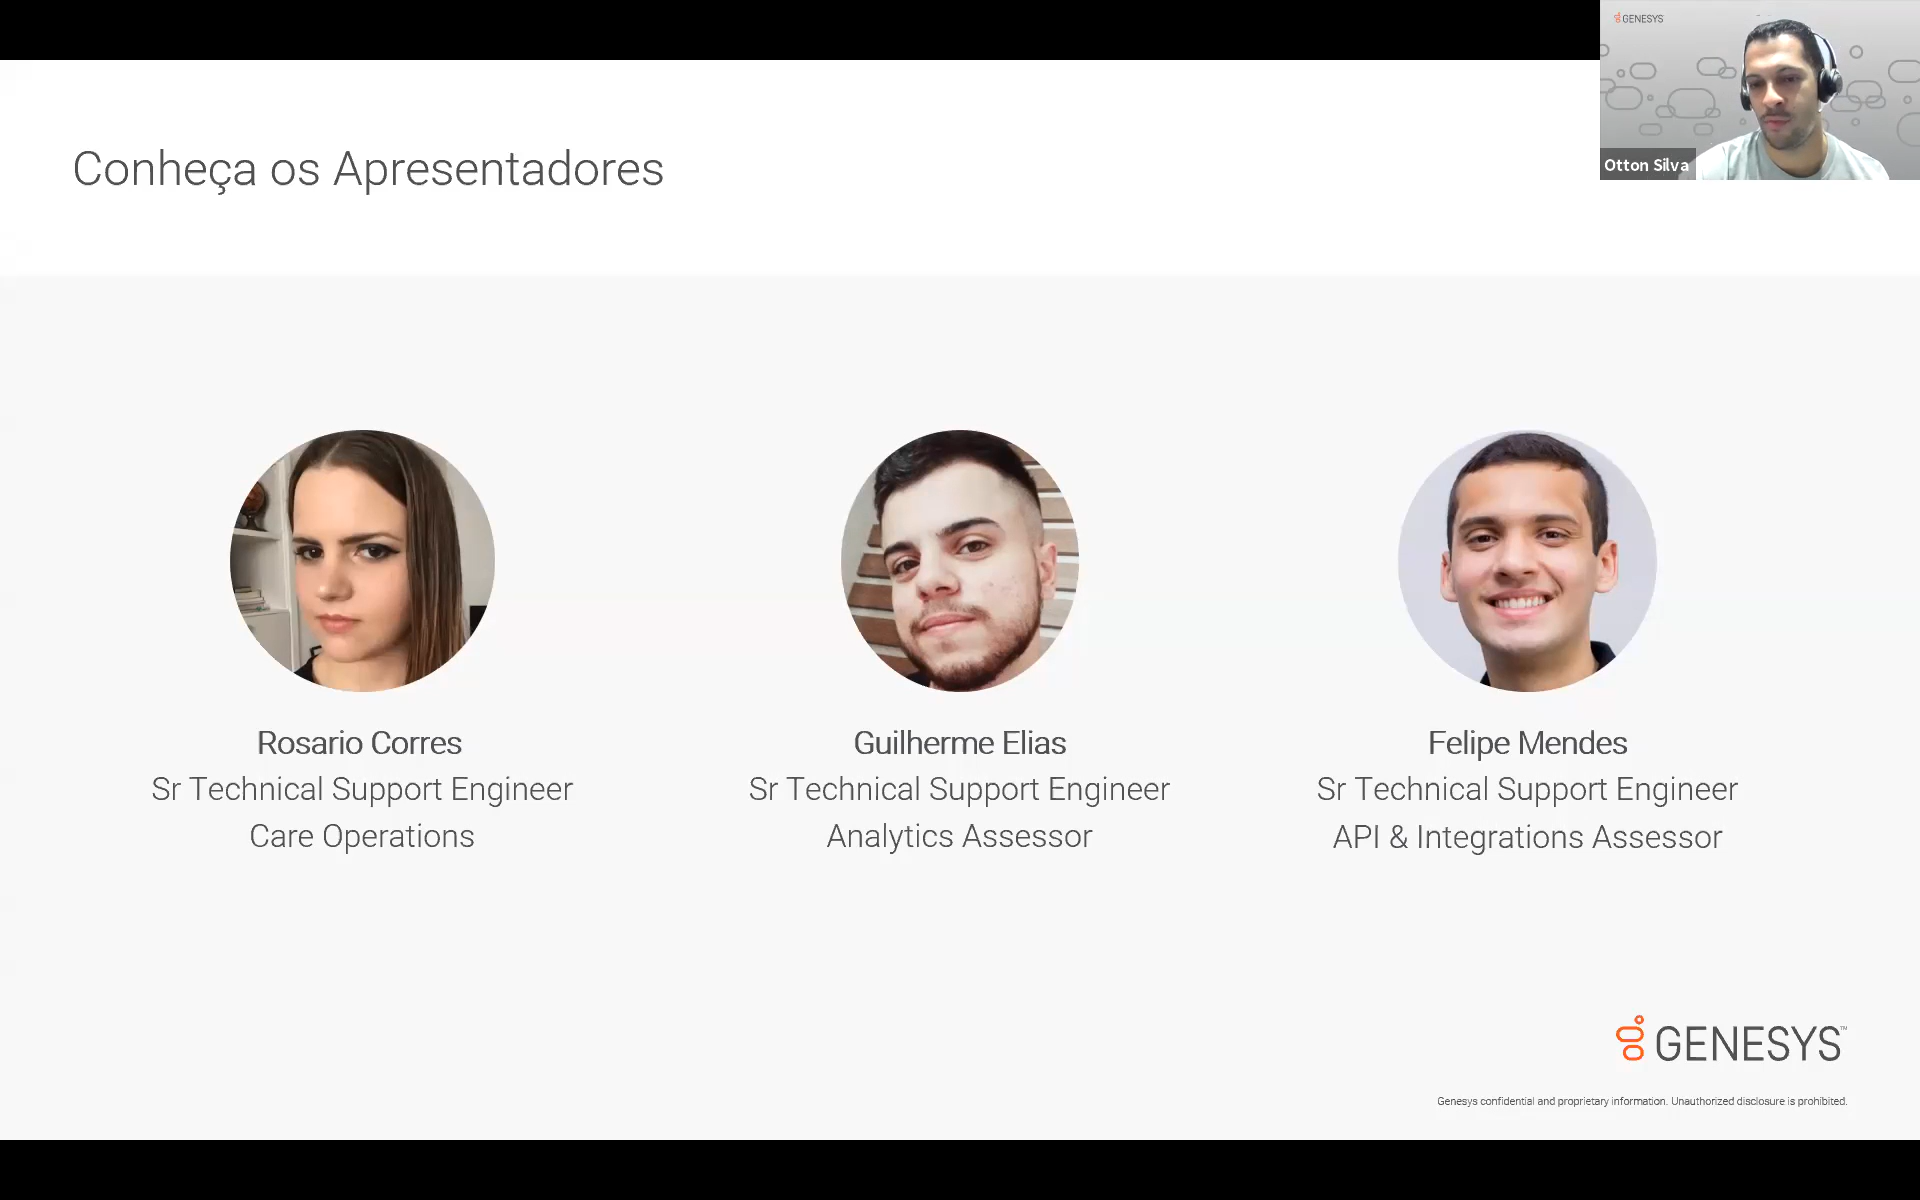 GENESYS
Otton Silva
Conheça os Apresentadores
Rosario Corres
Sr Technical Support Engineer
Care Operations
Guilherme Elias
Sr Technical Support Engineer
Analytics Assessor
Felipe Mendes
Sr Technical Support Engineer
API & Integrations Assessor
GENESYS™
Genesys confidential and proprietary information. Unauthorized disclosure is prohibited.